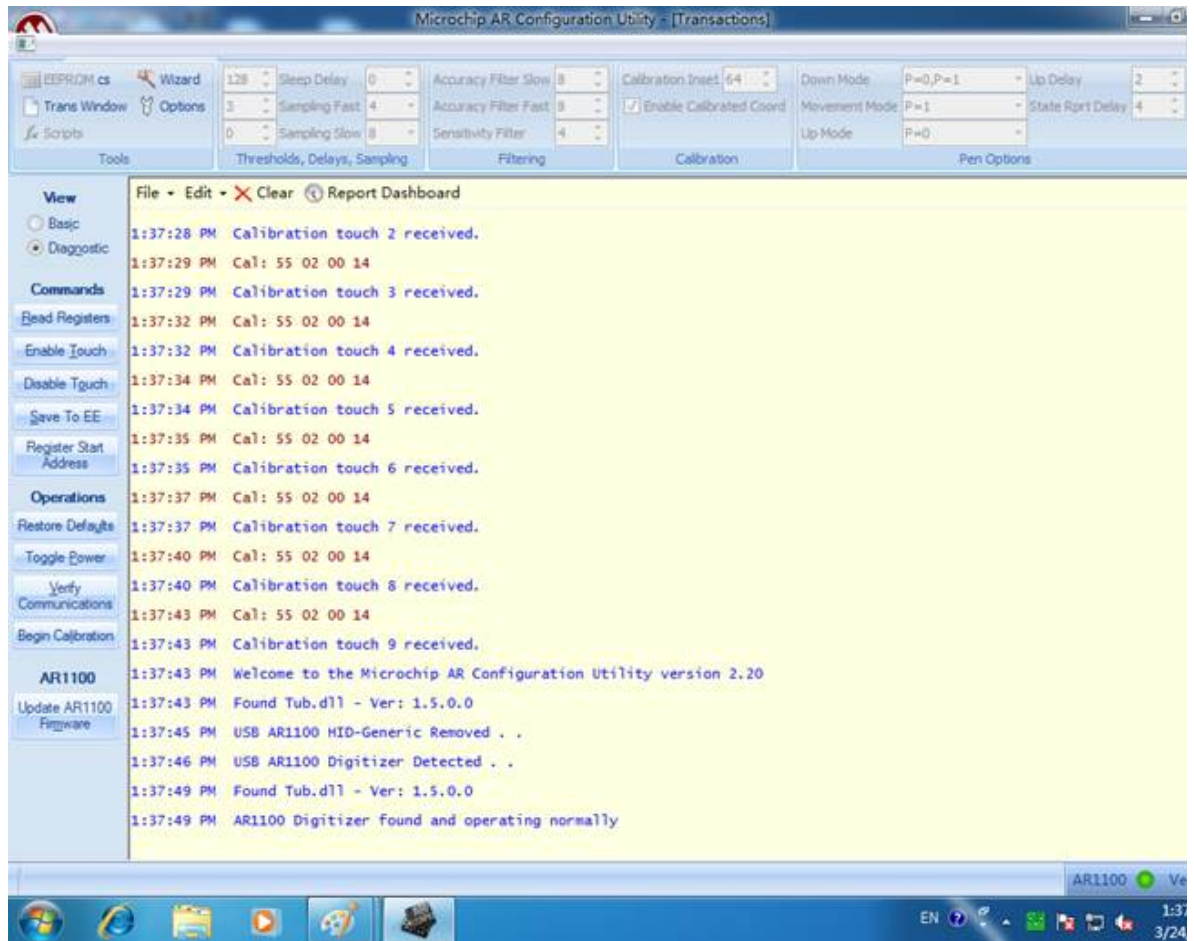 Microchip AR Configuration Utility - [Transactions]
EEPROM cs Wizard 128 Sleep Delay 0 Accuracy Filter Slow 8 Calibration Inset 64 Down Mode P=0,P=1 Up Delay 2
Trans Window Options 3 Sampling Fast 4 Accuracy Filter Fast 8 Enable Calibrated Coord Movement Mode P=1 State Rprt Delay 4
Scripts 0 Sampling Slow 8 Sensitivity Filter 4 Up Mode P=0
Tools Thresholds, Delays, Sampling Filtering Calibration Pen Options
View
Basic
Diagnostic
Commands
Read Registers
Enable Touch
Disable Touch
Save To EE
Register Start
Address
Operations
Restore Defaults
Toggle Power
Verify
Communications
Begin Calibration
AR1100
Update AR1100
Firmware
File Edit Clear Report Dashboard
1:37:28 PM Calibration touch 2 received.
1:37:29 PM Cal: 55 02 00 14
1:37:29 PM Calibration touch 3 received.
1:37:32 PM Cal: 55 02 00 14
1:37:32 PM Calibration touch 4 received.
1:37:34 PM Cal: 55 02 00 14
1:37:34 PM Calibration touch 5 received.
1:37:35 PM Cal: 55 02 00 14
1:37:35 PM Calibration touch 6 received.
1:37:37 PM Cal: 55 02 00 14
1:37:37 PM Calibration touch 7 received.
1:37:40 PM Cal: 55 02 00 14
1:37:40 PM Calibration touch 8 received.
1:37:43 PM Cal: 55 02 00 14
1:37:43 PM Calibration touch 9 received.
1:37:43 PM Welcome to the Microchip AR Configuration Utility version 2.20
1:37:43 PM Found Tub.dll - Ver: 1.5.0.0
1:37:45 PM USB AR1100 HID-Generic Removed . .
1:37:46 PM USB AR1100 Digitizer Detected . .
1:37:49 PM Found Tub.dll - Ver: 1.5.0.0
1:37:49 PM AR1100 Digitizer found and operating normally
AR1100 Ve
EN
1:37
3/24